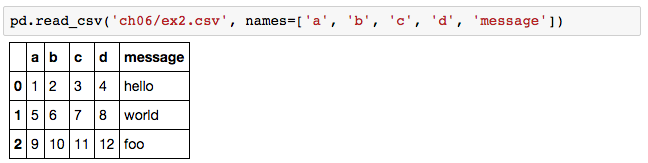 pd.read_csv('ch06/ex2.csv', names=['a', 'b', 'c', 'd', 'message'])
a b c d message
0 1 2 3 4 hello
1 5 6 7 8 world
2 9 10 11 12 foo